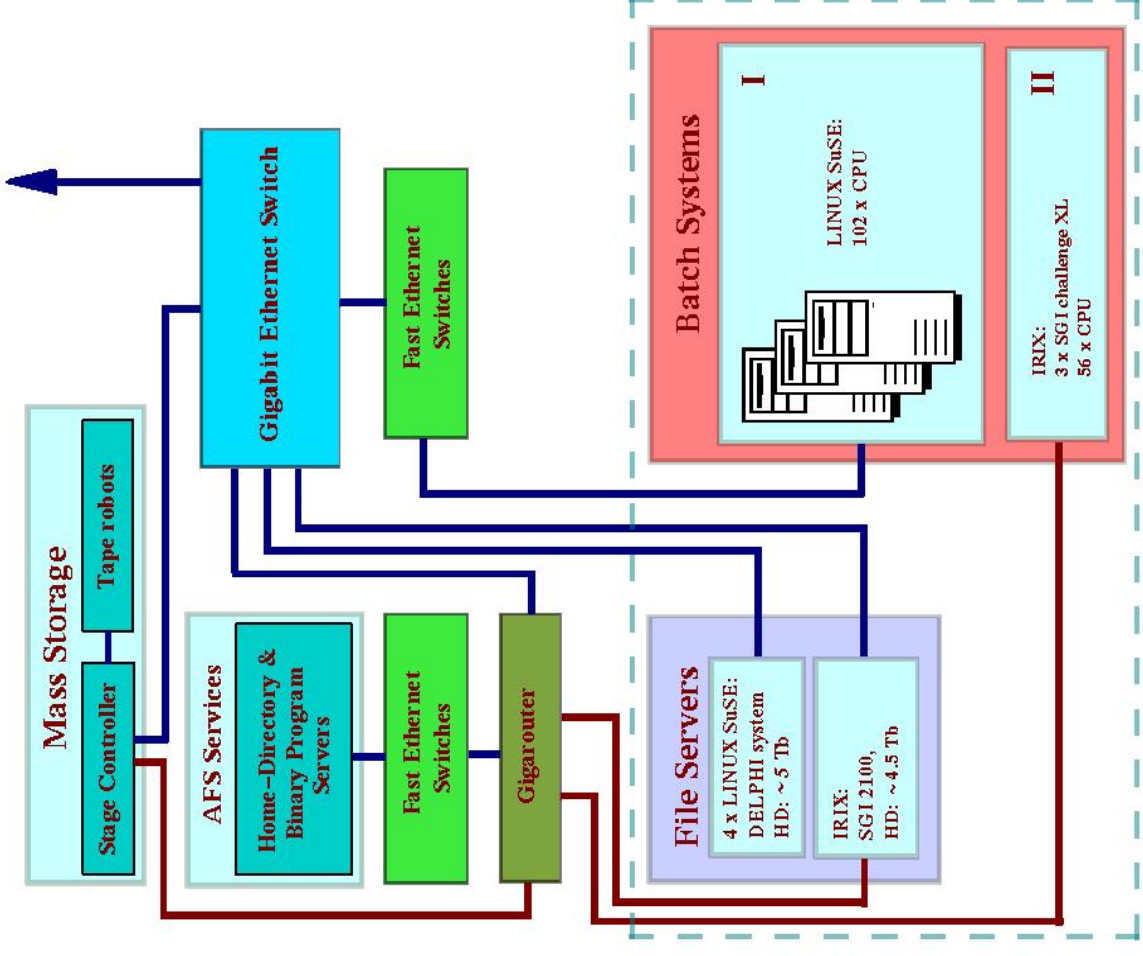 Mass Storage
Stage Controller
Tape robots
AFS Services
Home-Directory &
Binary Program
Servers
Fast Ethernet
Switches
Gigarouter
Gigabit Ethernet Switch
Fast Ethernet
Switches
File Servers
4 x LINUX SuSE:
DELPHI system
HD: ~ 5 Tb
IRIX:
SGI 2100,
HD: ~ 4.5 Tb
Batch Systems
I
LINUX SuSE:
102 x CPU
II
IRIX:
3 x SGI challenge XL
56 x CPU